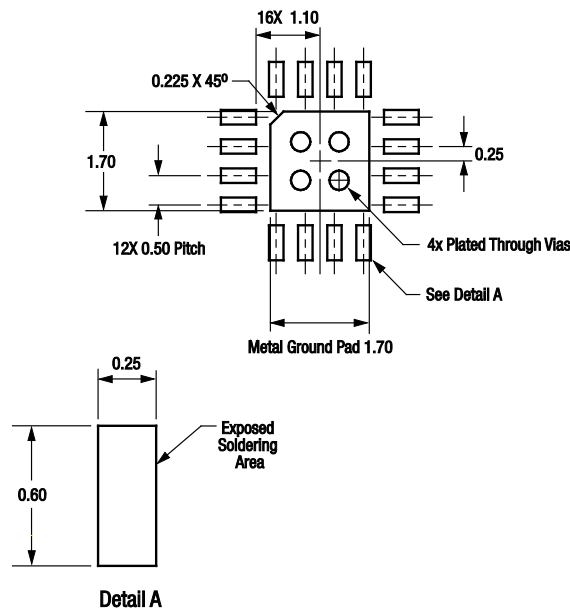 16X 1.10
0.225 X 45º
1.70
0.25
12X 0.50 Pitch
4x Plated Through Vias
See Detail A
Metal Ground Pad 1.70
0.25
Exposed
Soldering
Area
0.60
Detail A